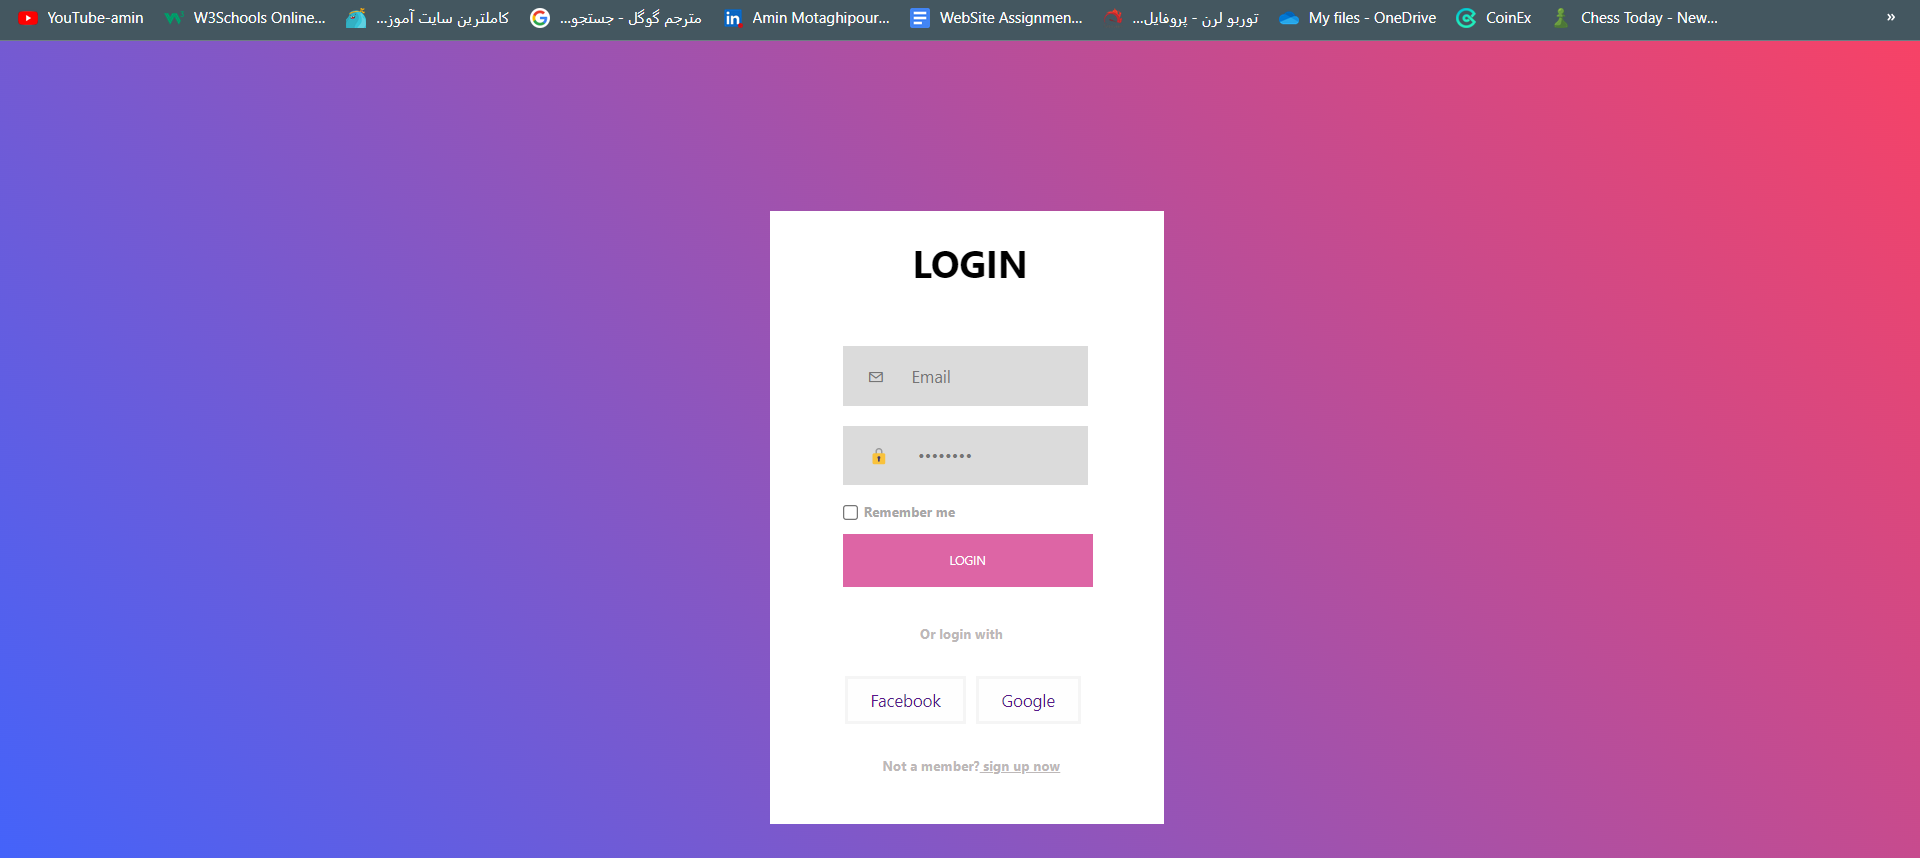 YouTube-amin W3Schools Online... کاملترین سایت آموز... مترجم گوگل - جستجو... Amin Motaghipour... WebSite Assignmen... توربو لرن - پروفایل... My files - OneDrive CoinEx Chess Today - New... »
LOGIN
Email
••••••••
Remember me
LOGIN
Or login with
Facebook Google
Not a member? sign up now